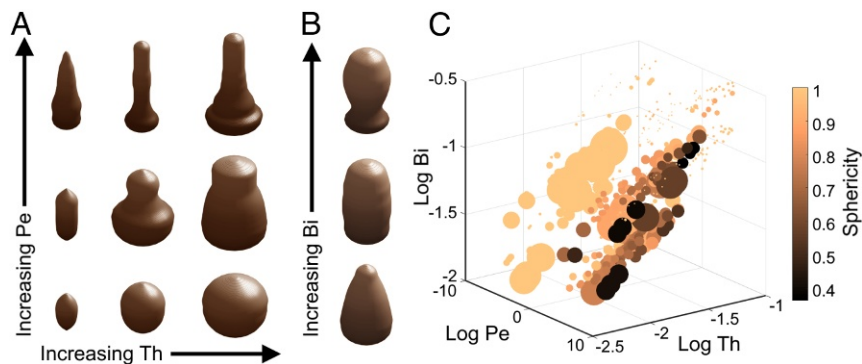 A
Increasing Pe
Increasing Th
B
Increasing Bi
C
-0.5
-1
-1.5
-2
Log Bi
-10
0
10
Log Pe
-2.5
-2
-1.5
-1
Log Th
1
0.9
0.8
0.7
0.6
0.5
0.4
Sphericity